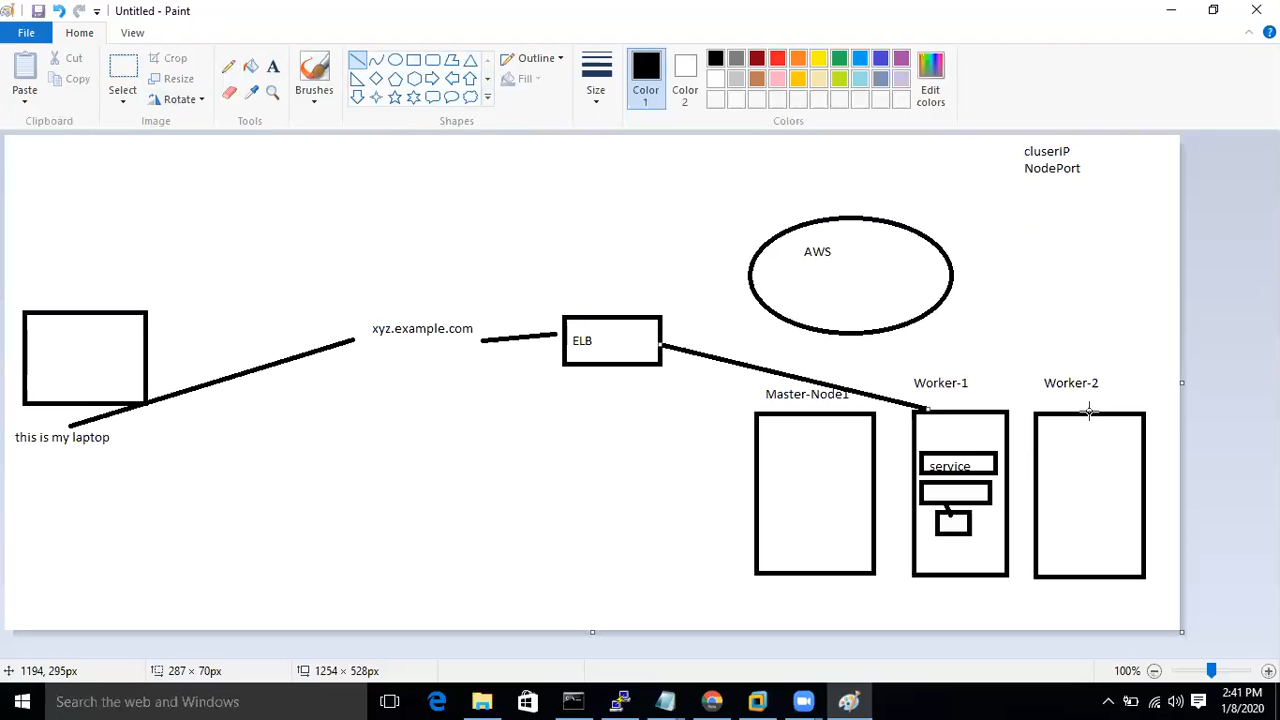 Untitled - Paint
File
Home
View
Paste
Cut
Copy
Clipboard
Select
Crop
Resize
Rotate
Image
A
Tools
Brushes
Outline
Fill
Shapes
Size
Color 1
Color 2
Edit colors
Colors
cluserIP
NodePort
AWS
xyz.example.com
ELB
Worker-1
Worker-2
Master-Node1
this is my laptop
service
1194, 295px
287 × 70px
1254 × 528px
100%
Search the web and Windows
2:41 PM
1/8/2020